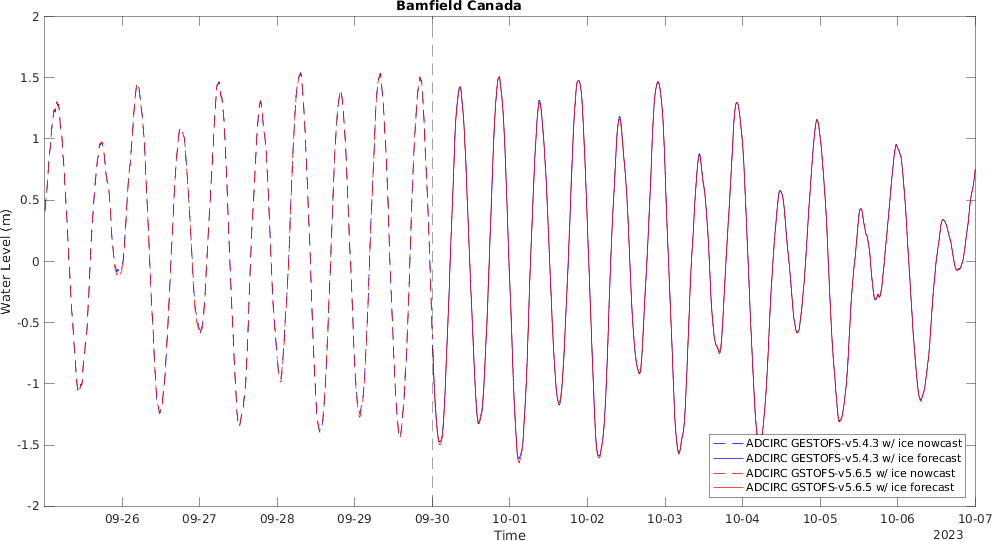 Bamfield Canada
2
1.5
1
0.5
0
-0.5
-1
-1.5
-2
Water Level (m)
09-26 09-27 09-28 09-29 09-30 10-01 10-02 10-03 10-04 10-05 10-06 10-07
Time
2023
ADCIRC GESTOFS-v5.4.3 w/ ice nowcast
ADCIRC GESTOFS-v5.4.3 w/ ice forecast
ADCIRC GSTOFS-v5.6.5 w/ ice nowcast
ADCIRC GSTOFS-v5.6.5 w/ ice forecast